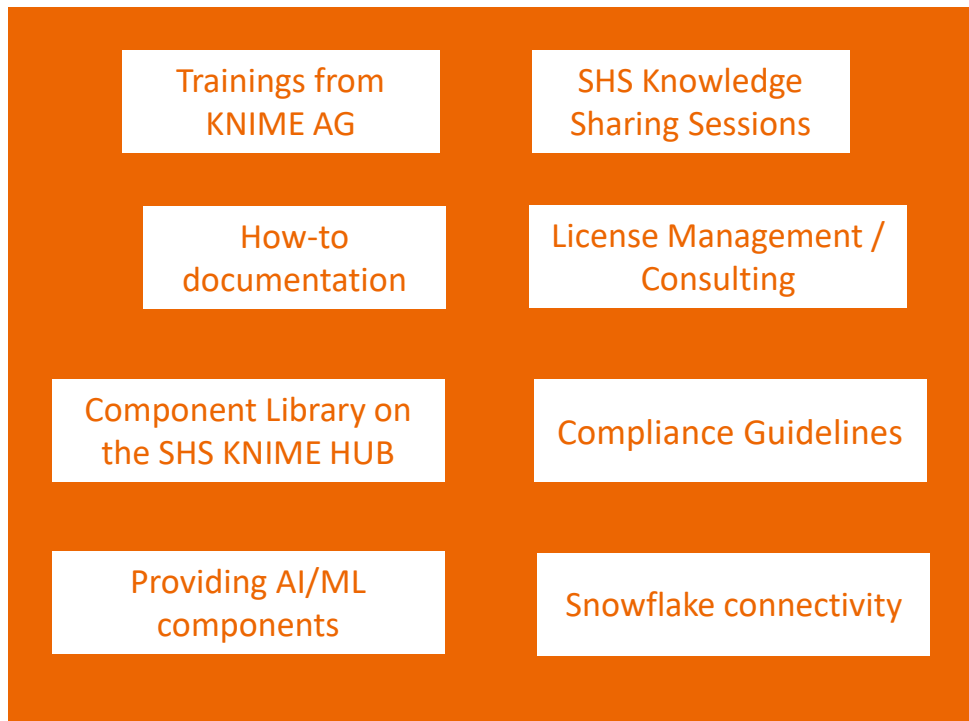 Trainings from
KNIME AG
SHS Knowledge
Sharing Sessions
How-to
documentation
License Management /
Consulting
Component Library on
the SHS KNIME HUB
Compliance Guidelines
Providing AI/ML
components
Snowflake connectivity